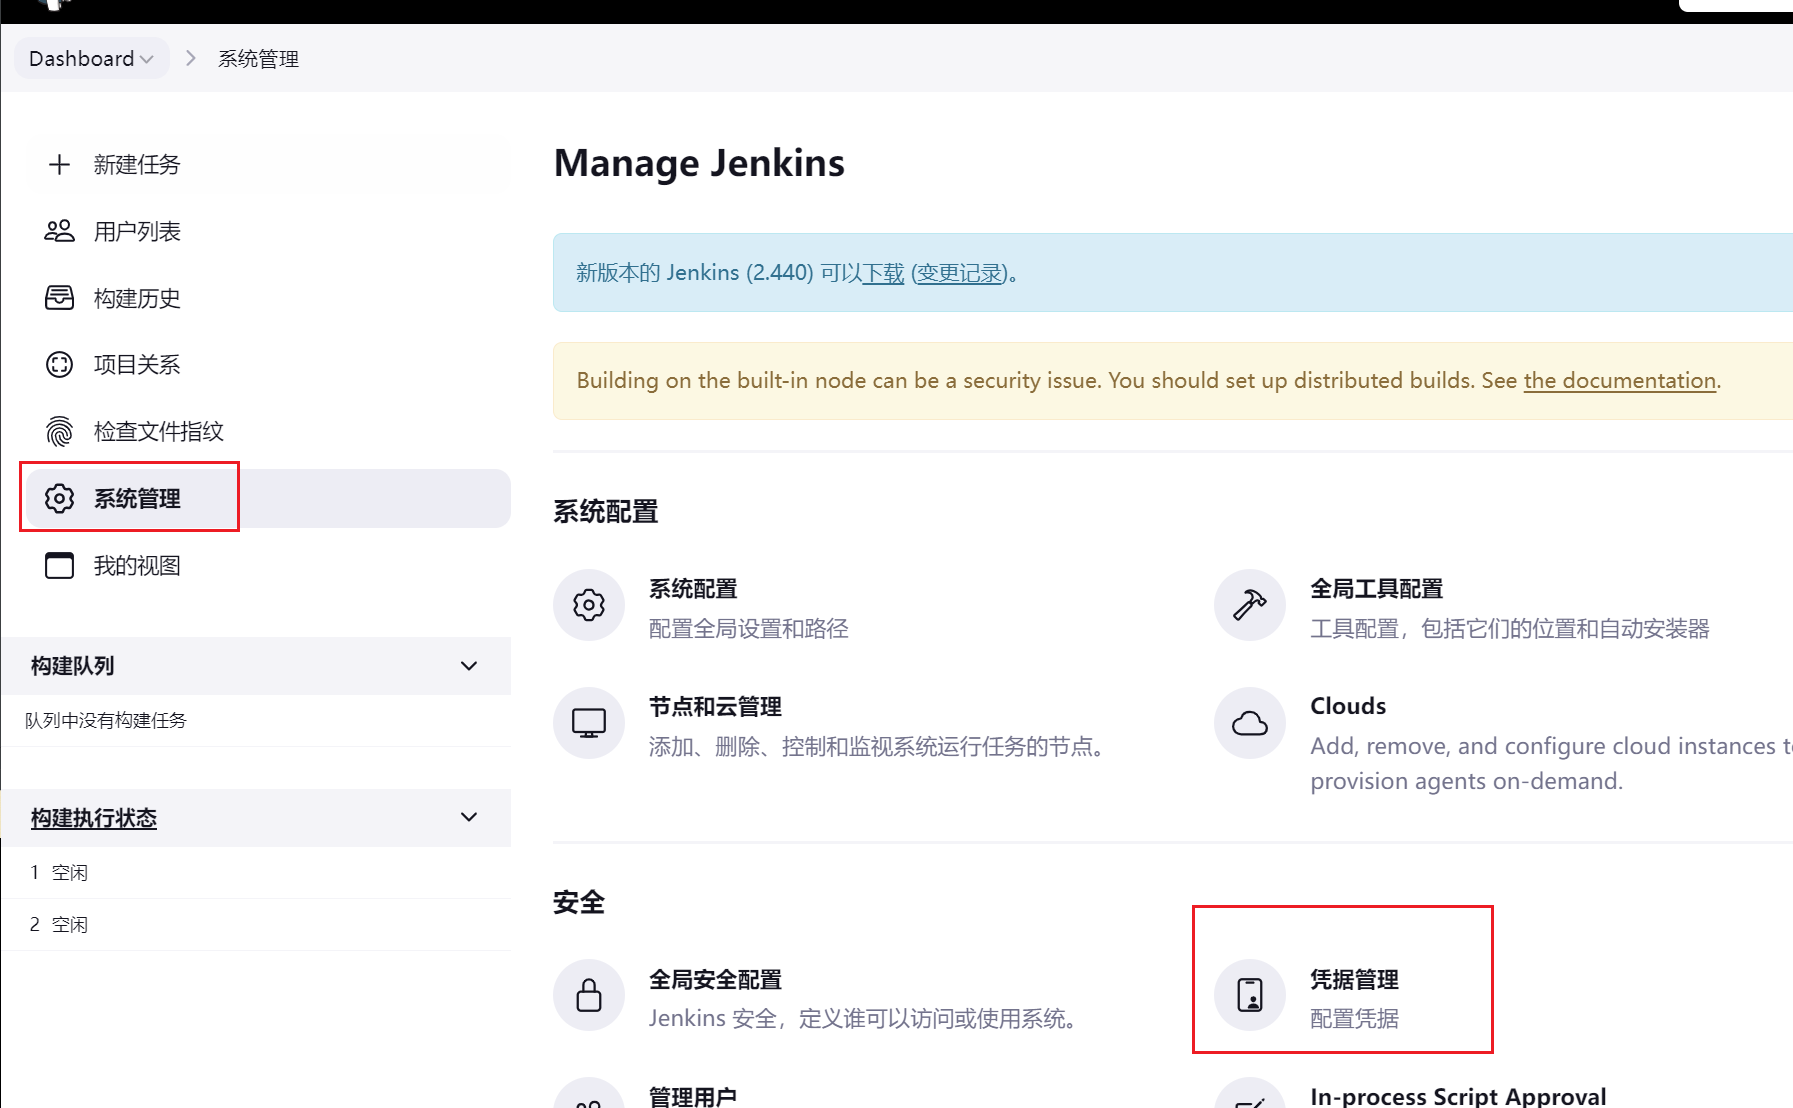 Dashboard
系统管理
新建任务
用户列表
构建历史
项目关系
检查文件指纹
系统管理
我的视图
构建队列
队列中没有构建任务
构建执行状态
1 空闲
2 空闲
Manage Jenkins
新版本的 Jenkins (2.440) 可以下载 (变更记录)。
Building on the built-in node can be a security issue. You should set up distributed builds. See the documentation.
系统配置
系统配置
配置全局设置和路径
全局工具配置
工具配置，包括它们的位置和自动安装器
节点和云管理
添加、删除、控制和监视系统运行任务的节点。
Clouds
Add, remove, and configure cloud instances
provision agents on-demand.
安全
全局安全配置
Jenkins 安全，定义谁可以访问或使用系统。
凭据管理
配置凭据
管理用户
In-process Script Approval